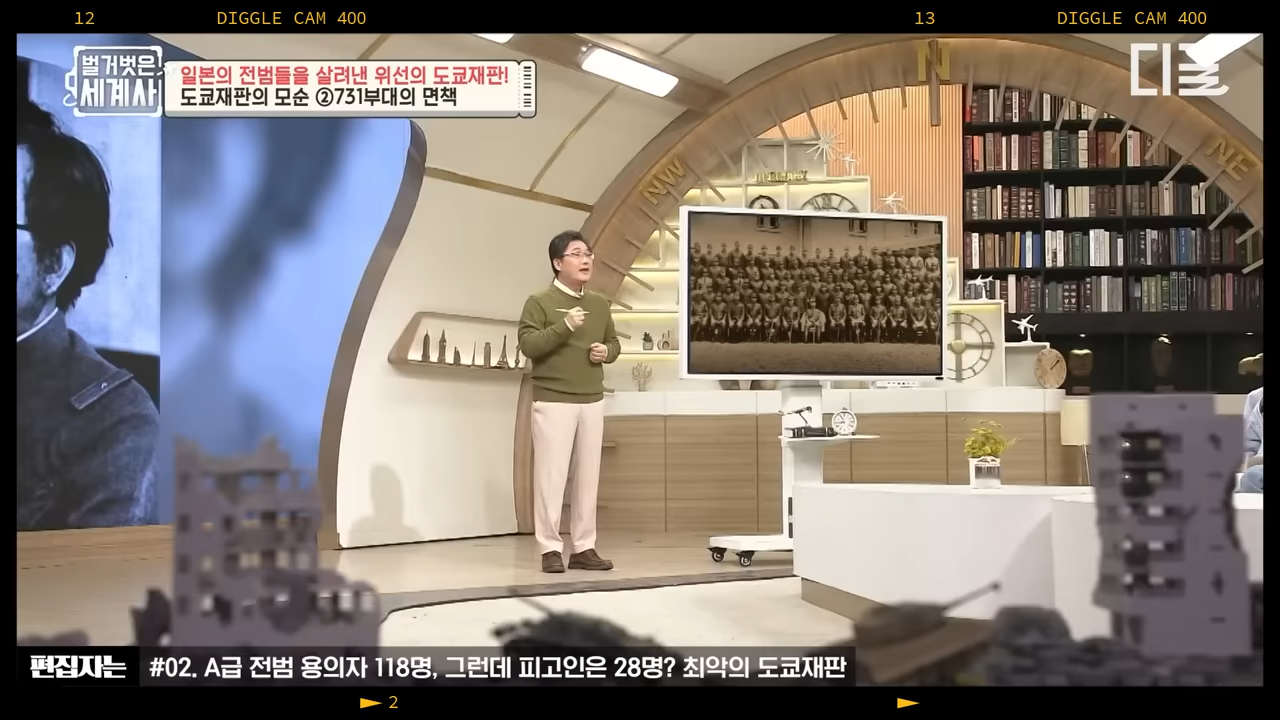 12
DIGGLE CAM 400
13
DIGGLE CAM 400
벌거벗은
세계사
일본의 전범들을 살려낸 위선의 도쿄재판!
도쿄재판의 모순 ②731부대의 면책
디글
N
NW
NE
편집자는
#02. A급 전범 용의자 118명, 그런데 피고인은 28명? 최악의 도쿄재판
2